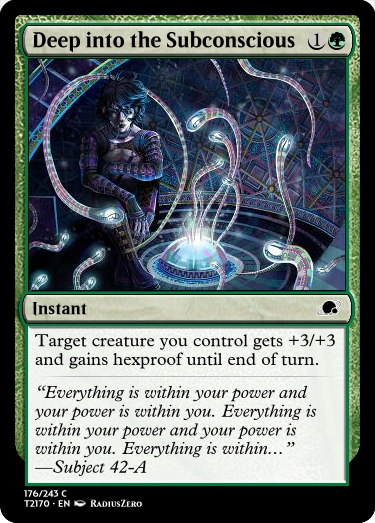 Deep into the Subconscious 1
Instant
Target creature you control gets +3/+3
and gains hexproof until end of turn.
“Everything is within your power and
your power is within you. Everything is
within your power and your power is
within you. Everything is within…”
—Subject 42-A
176/243 C
T2170 • EN RadiusZero